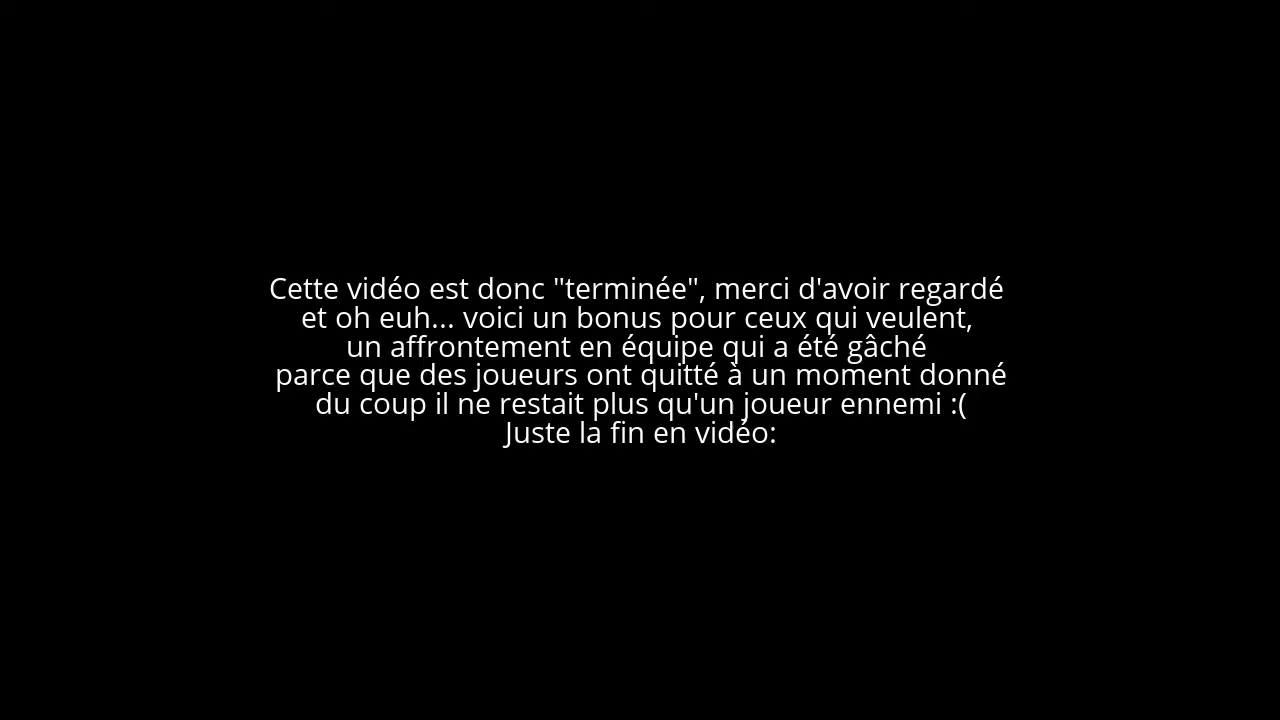 Cette vidéo est donc "terminée", merci d'avoir regardé
et oh euh... voici un bonus pour ceux qui veulent,
un affrontement en équipe qui a été gâché
parce que des joueurs ont quitté à un moment donné
du coup il ne restait plus qu'un joueur ennemi :(
Juste la fin en vidéo: